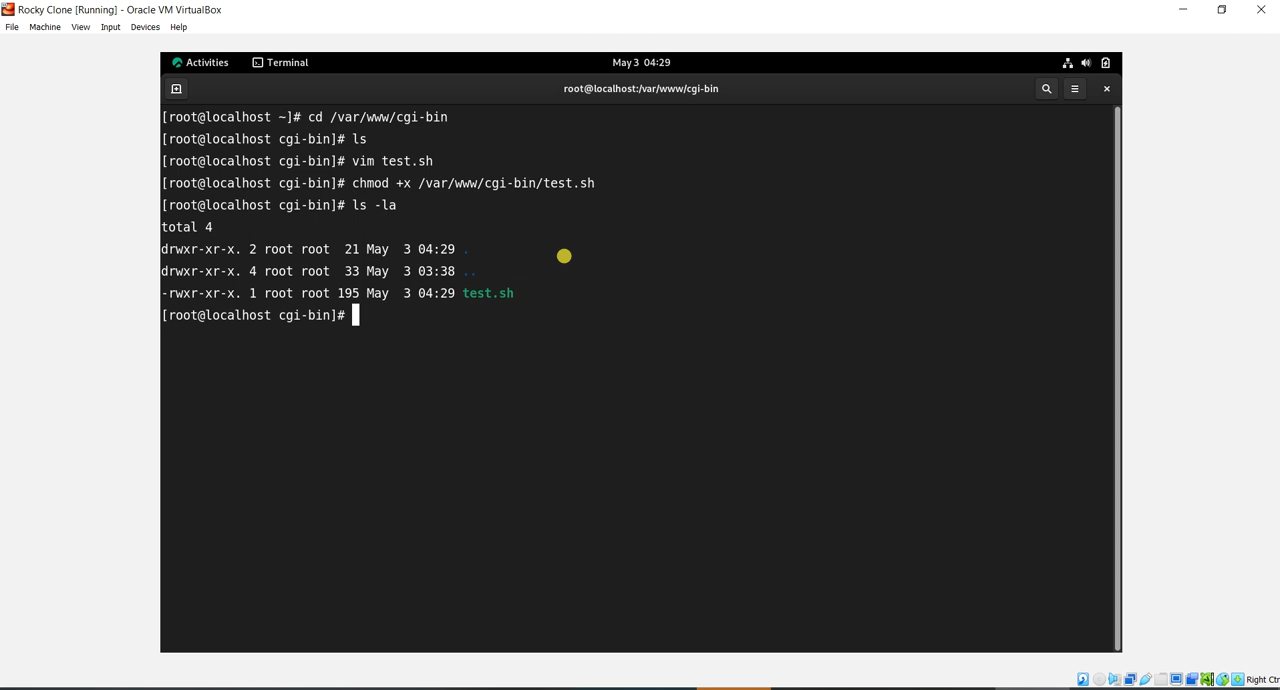 Rocky Clone [Running] - Oracle VM VirtualBox
File Machine View Input Devices Help
Activities Terminal May 3 04:29
root@localhost:/var/www/cgi-bin
[root@localhost ~]# cd /var/www/cgi-bin
[root@localhost cgi-bin]# ls
[root@localhost cgi-bin]# vim test.sh
[root@localhost cgi-bin]# chmod +x /var/www/cgi-bin/test.sh
[root@localhost cgi-bin]# ls -la
total 4
drwxr-xr-x. 2 root root  21 May  3 04:29 .
drwxr-xr-x. 4 root root  33 May  3 03:38 ..
-rwxr-xr-x. 1 root root 195 May  3 04:29 test.sh
[root@localhost cgi-bin]#
Right Ctr